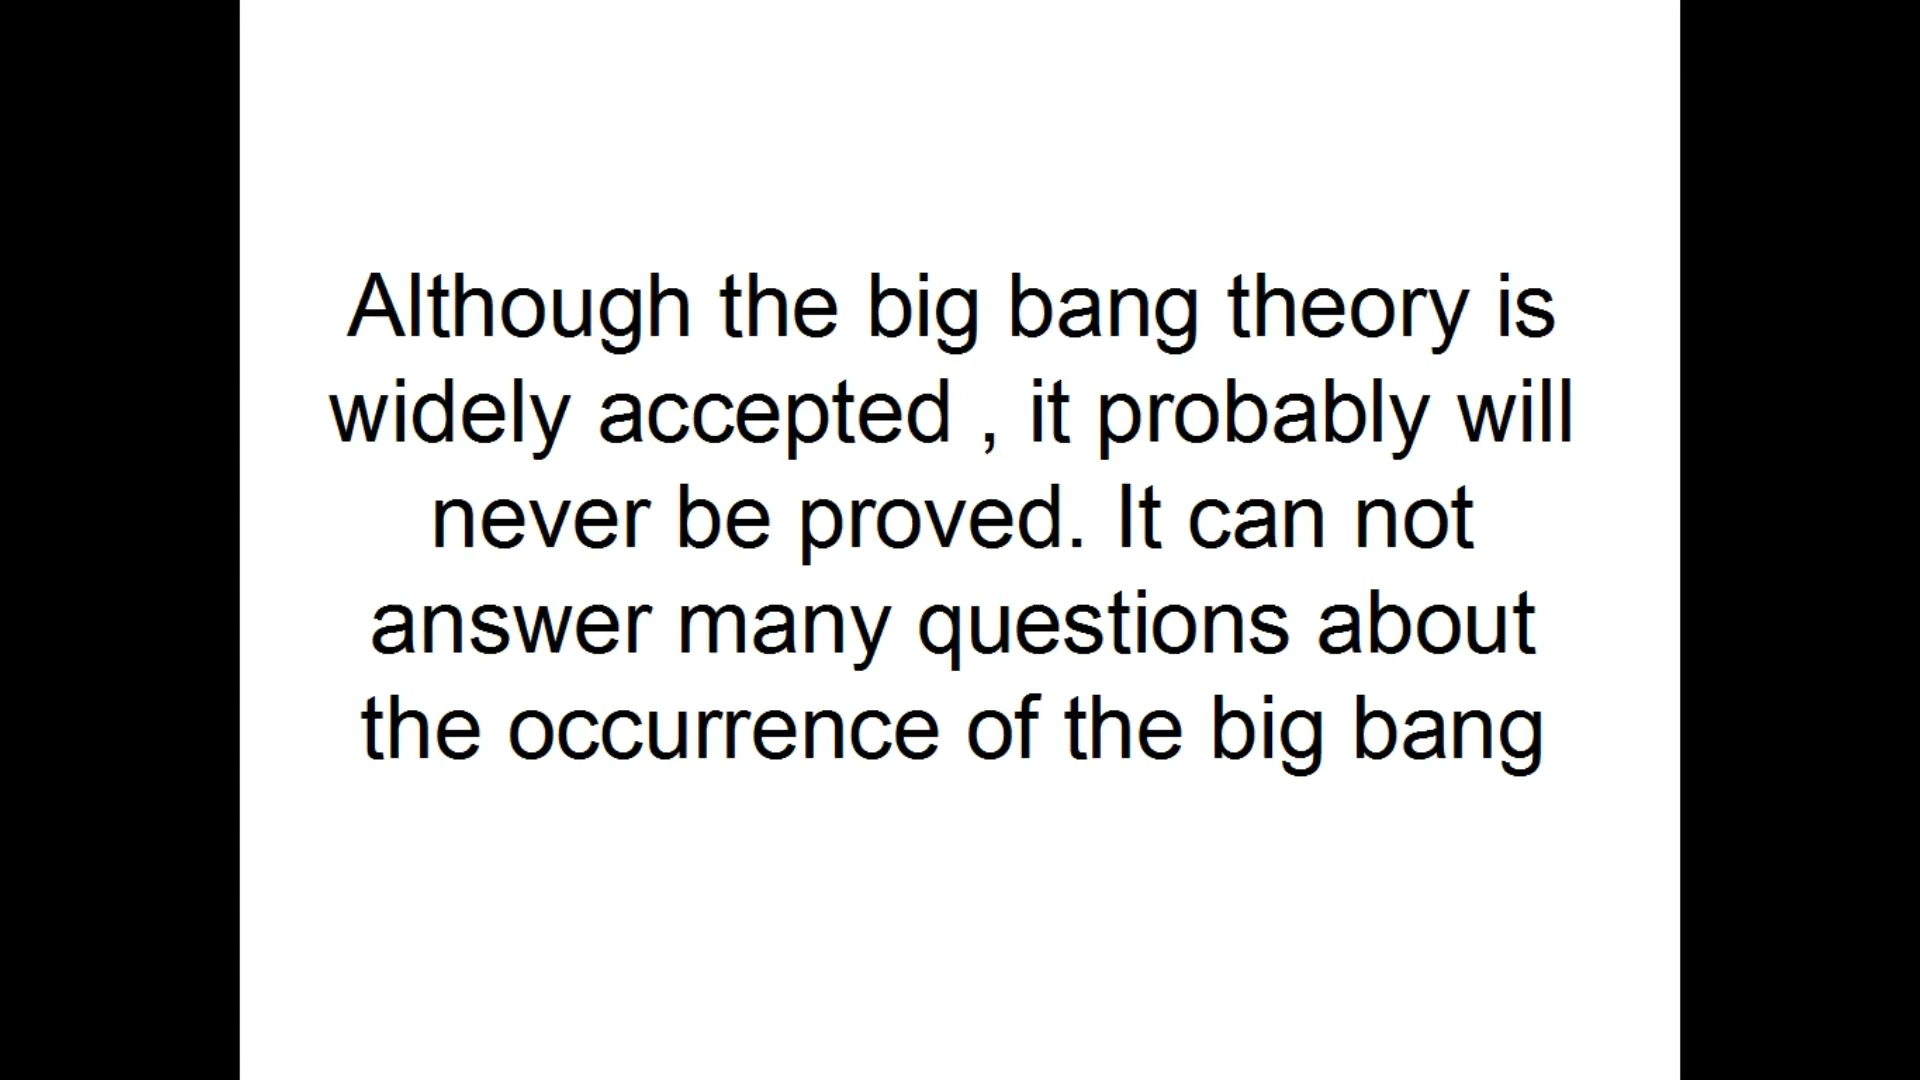 Although the big bang theory is
widely accepted , it probably will
never be proved. It can not
answer many questions about
the occurrence of the big bang